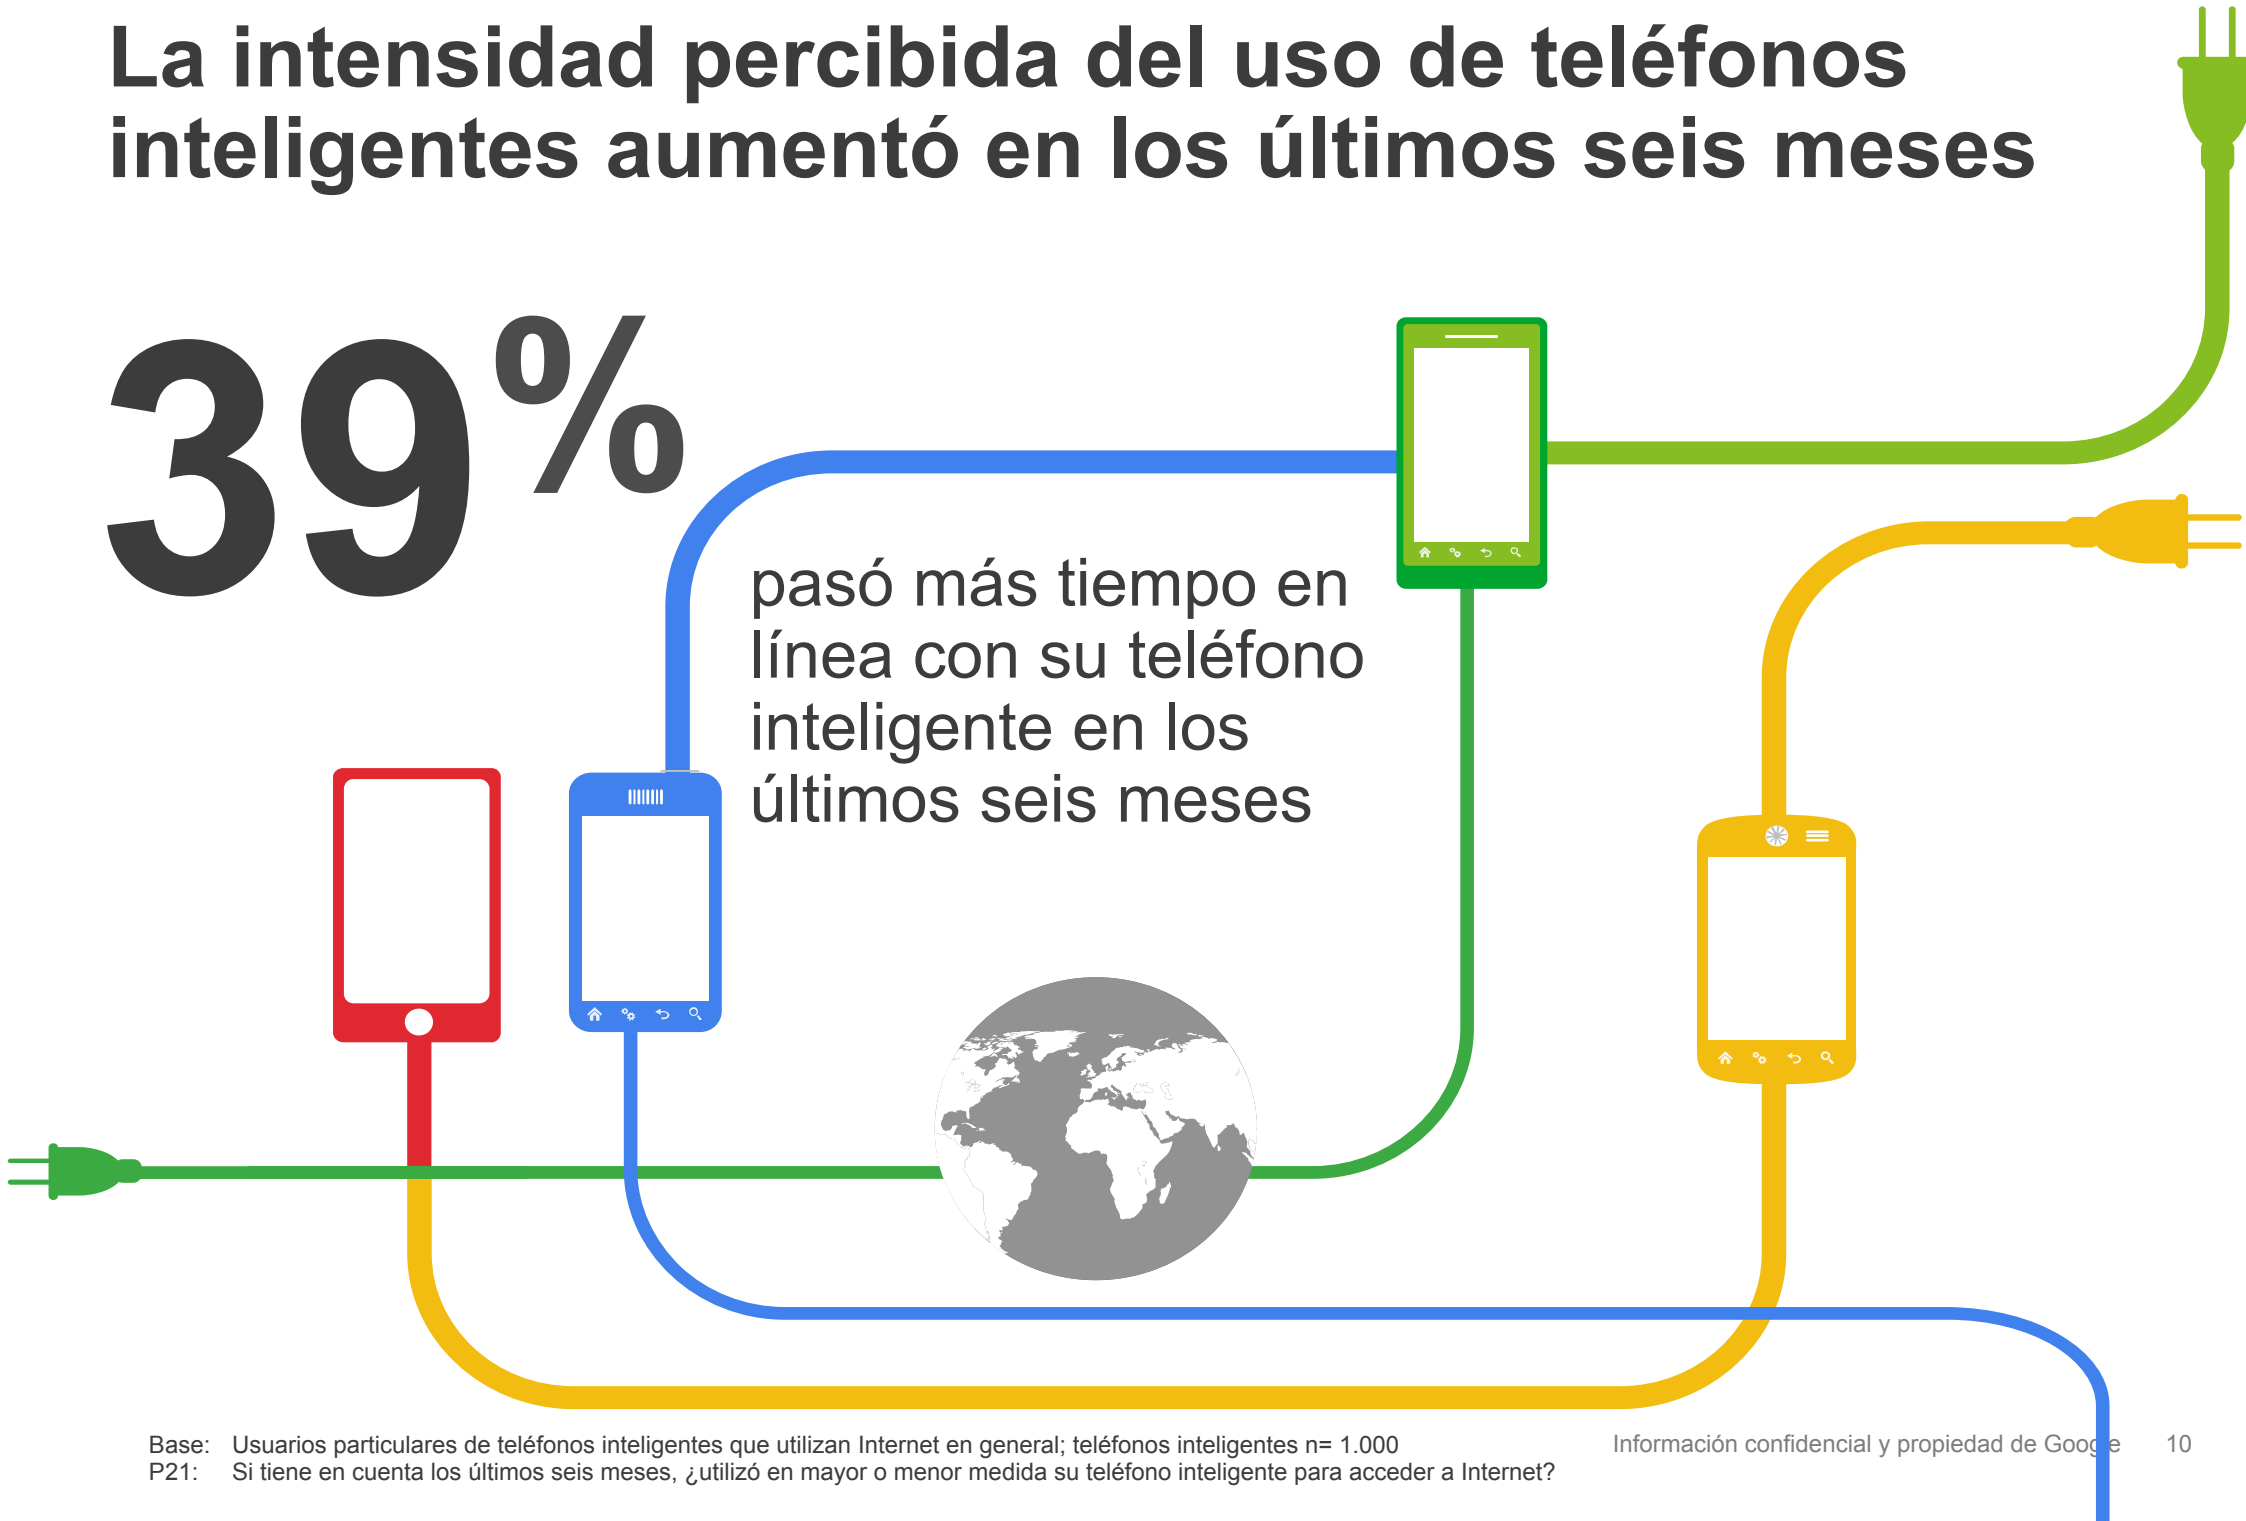 La intensidad percibida del uso de teléfonos
inteligentes aumentó en los últimos seis meses
39%
pasó más tiempo en
línea con su teléfono
inteligente en los
últimos seis meses
Base: Usuarios particulares de teléfonos inteligentes que utilizan Internet en general; teléfonos inteligentes n= 1.000
P21: Si tiene en cuenta los últimos seis meses, ¿utilizó en mayor o menor medida su teléfono inteligente para acceder a Internet?
Información confidencial y propiedad de Google 10